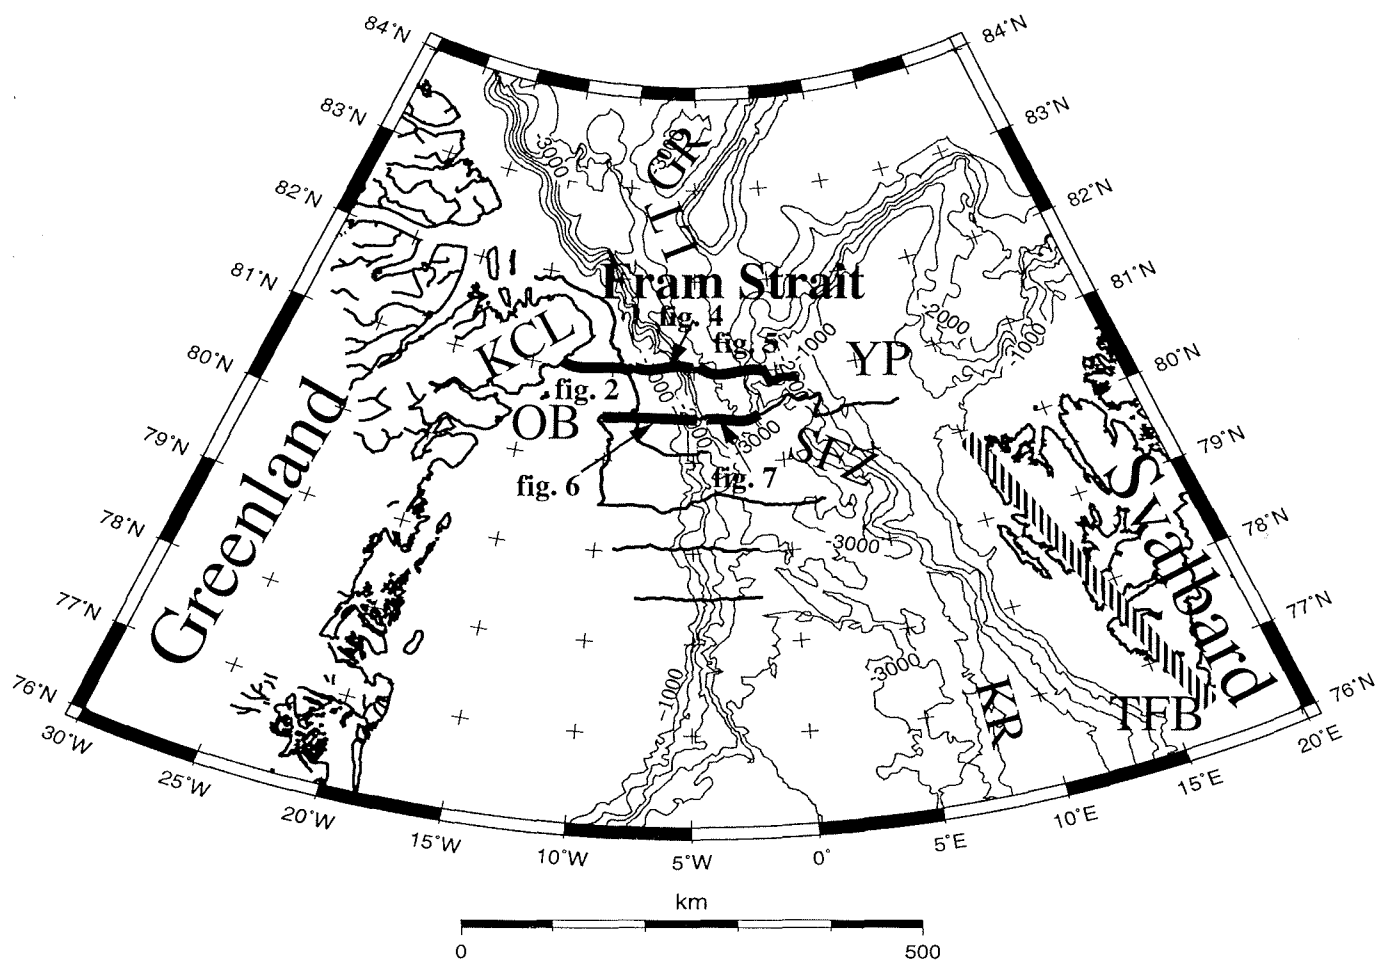 84°N
84°N
83°N
83°N
82°N
82°N
81°N
81°N
80°N
80°N
79°N
79°N
78°N
78°N
77°N
77°N
76°N
76°N
-3000
GR
LT
Fram Strait
fig. 4
fig. 5
-1000
-2000
-1000
KCL
YP
fig. 2
OB
3000
SFZ
fig. 6
fig. 7
-3000
Greenland
Svalbard
-3000
-1000
KR
TFB
30°W
25°W
20°W
15°W
10°W
5°W
0°
5°E
10°E
15°E
20°E
km
0
500